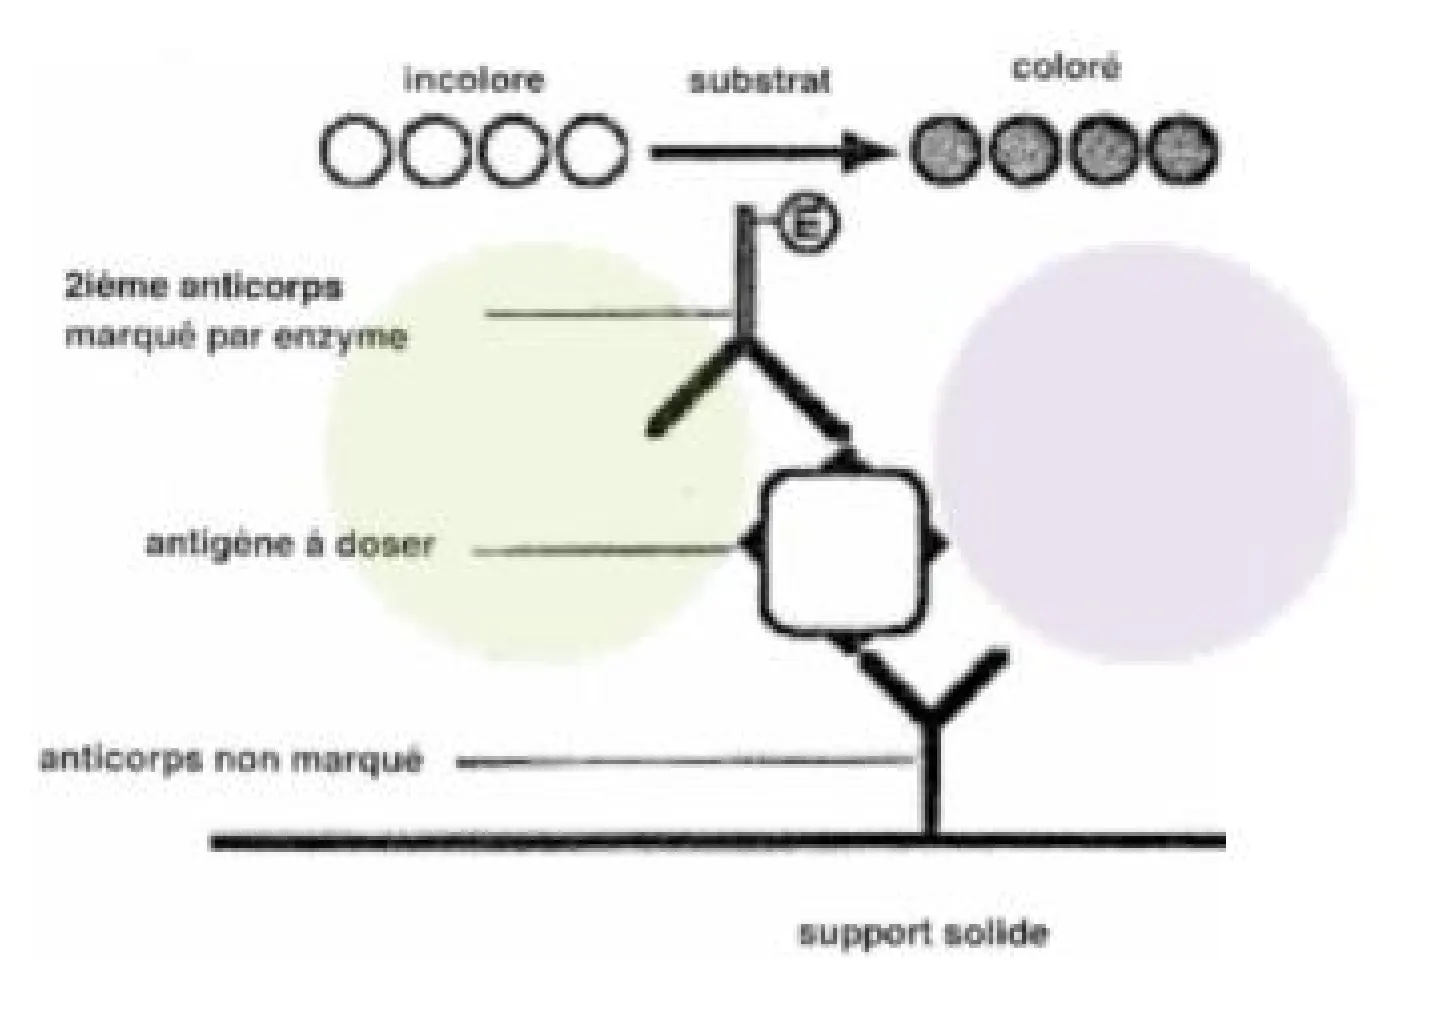 incolore
substrat
coloré
E
2ième anticorps
marqué par enzyme
antigène à doser
anticorps non marqué
support solide